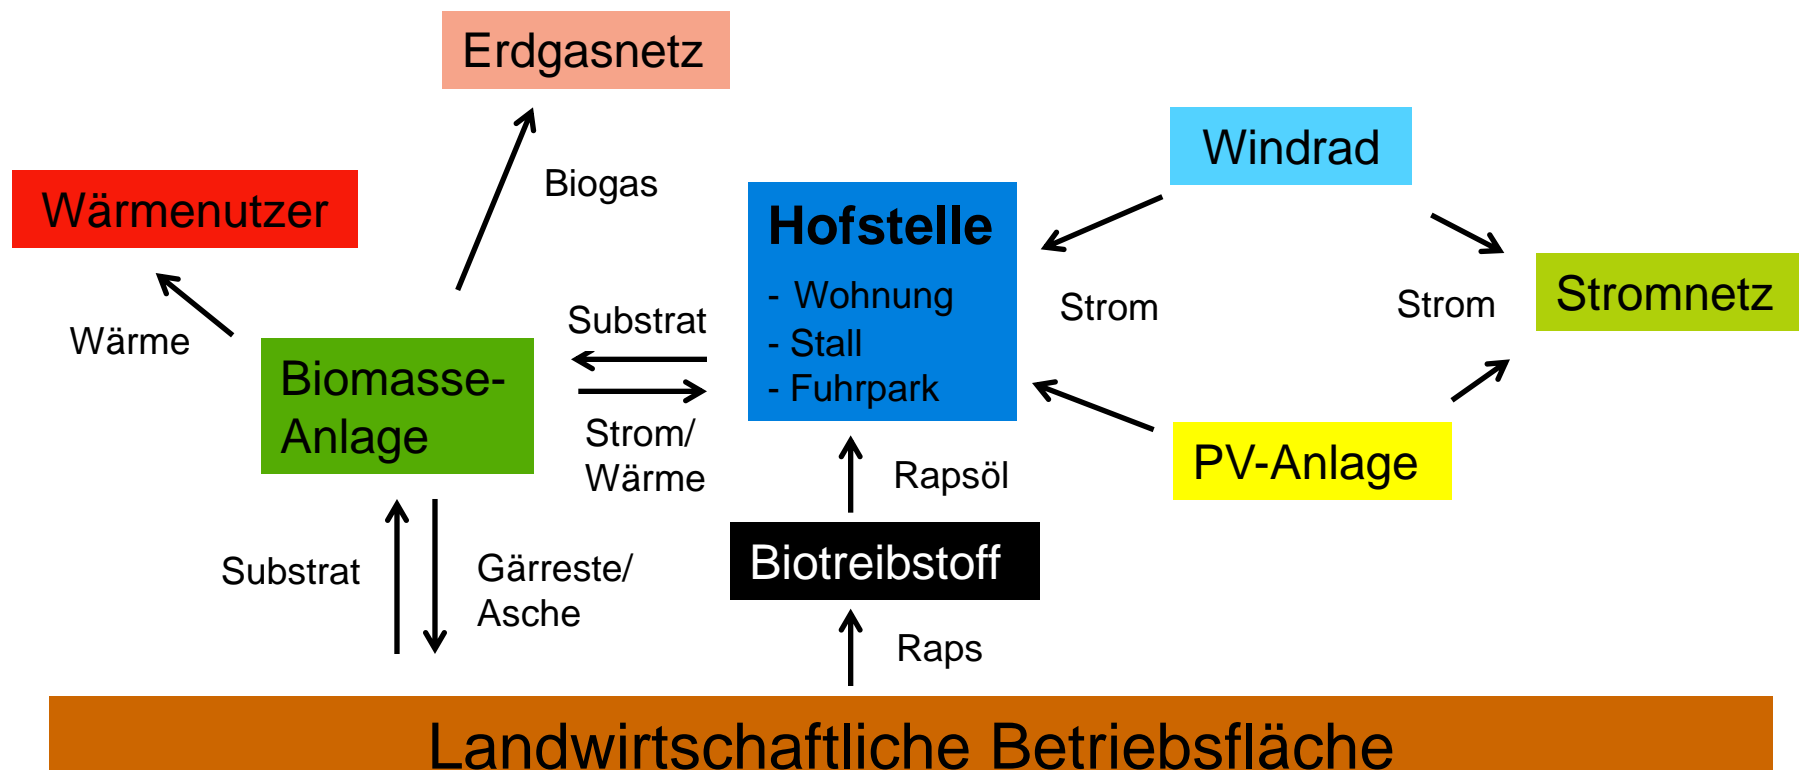 Erdgasnetz
Windrad
Biogas
Wärmenutzer
Hofstelle
- Wohnung
- Stall
- Fuhrpark
Stromnetz
Strom
Strom
Substrat
Wärme
Biomasse-
Anlage
Strom/
Wärme
PV-Anlage
Rapsöl
Biotreibstoff
Substrat
Gärreste/
Asche
Raps
Landwirtschaftliche Betriebsfläche